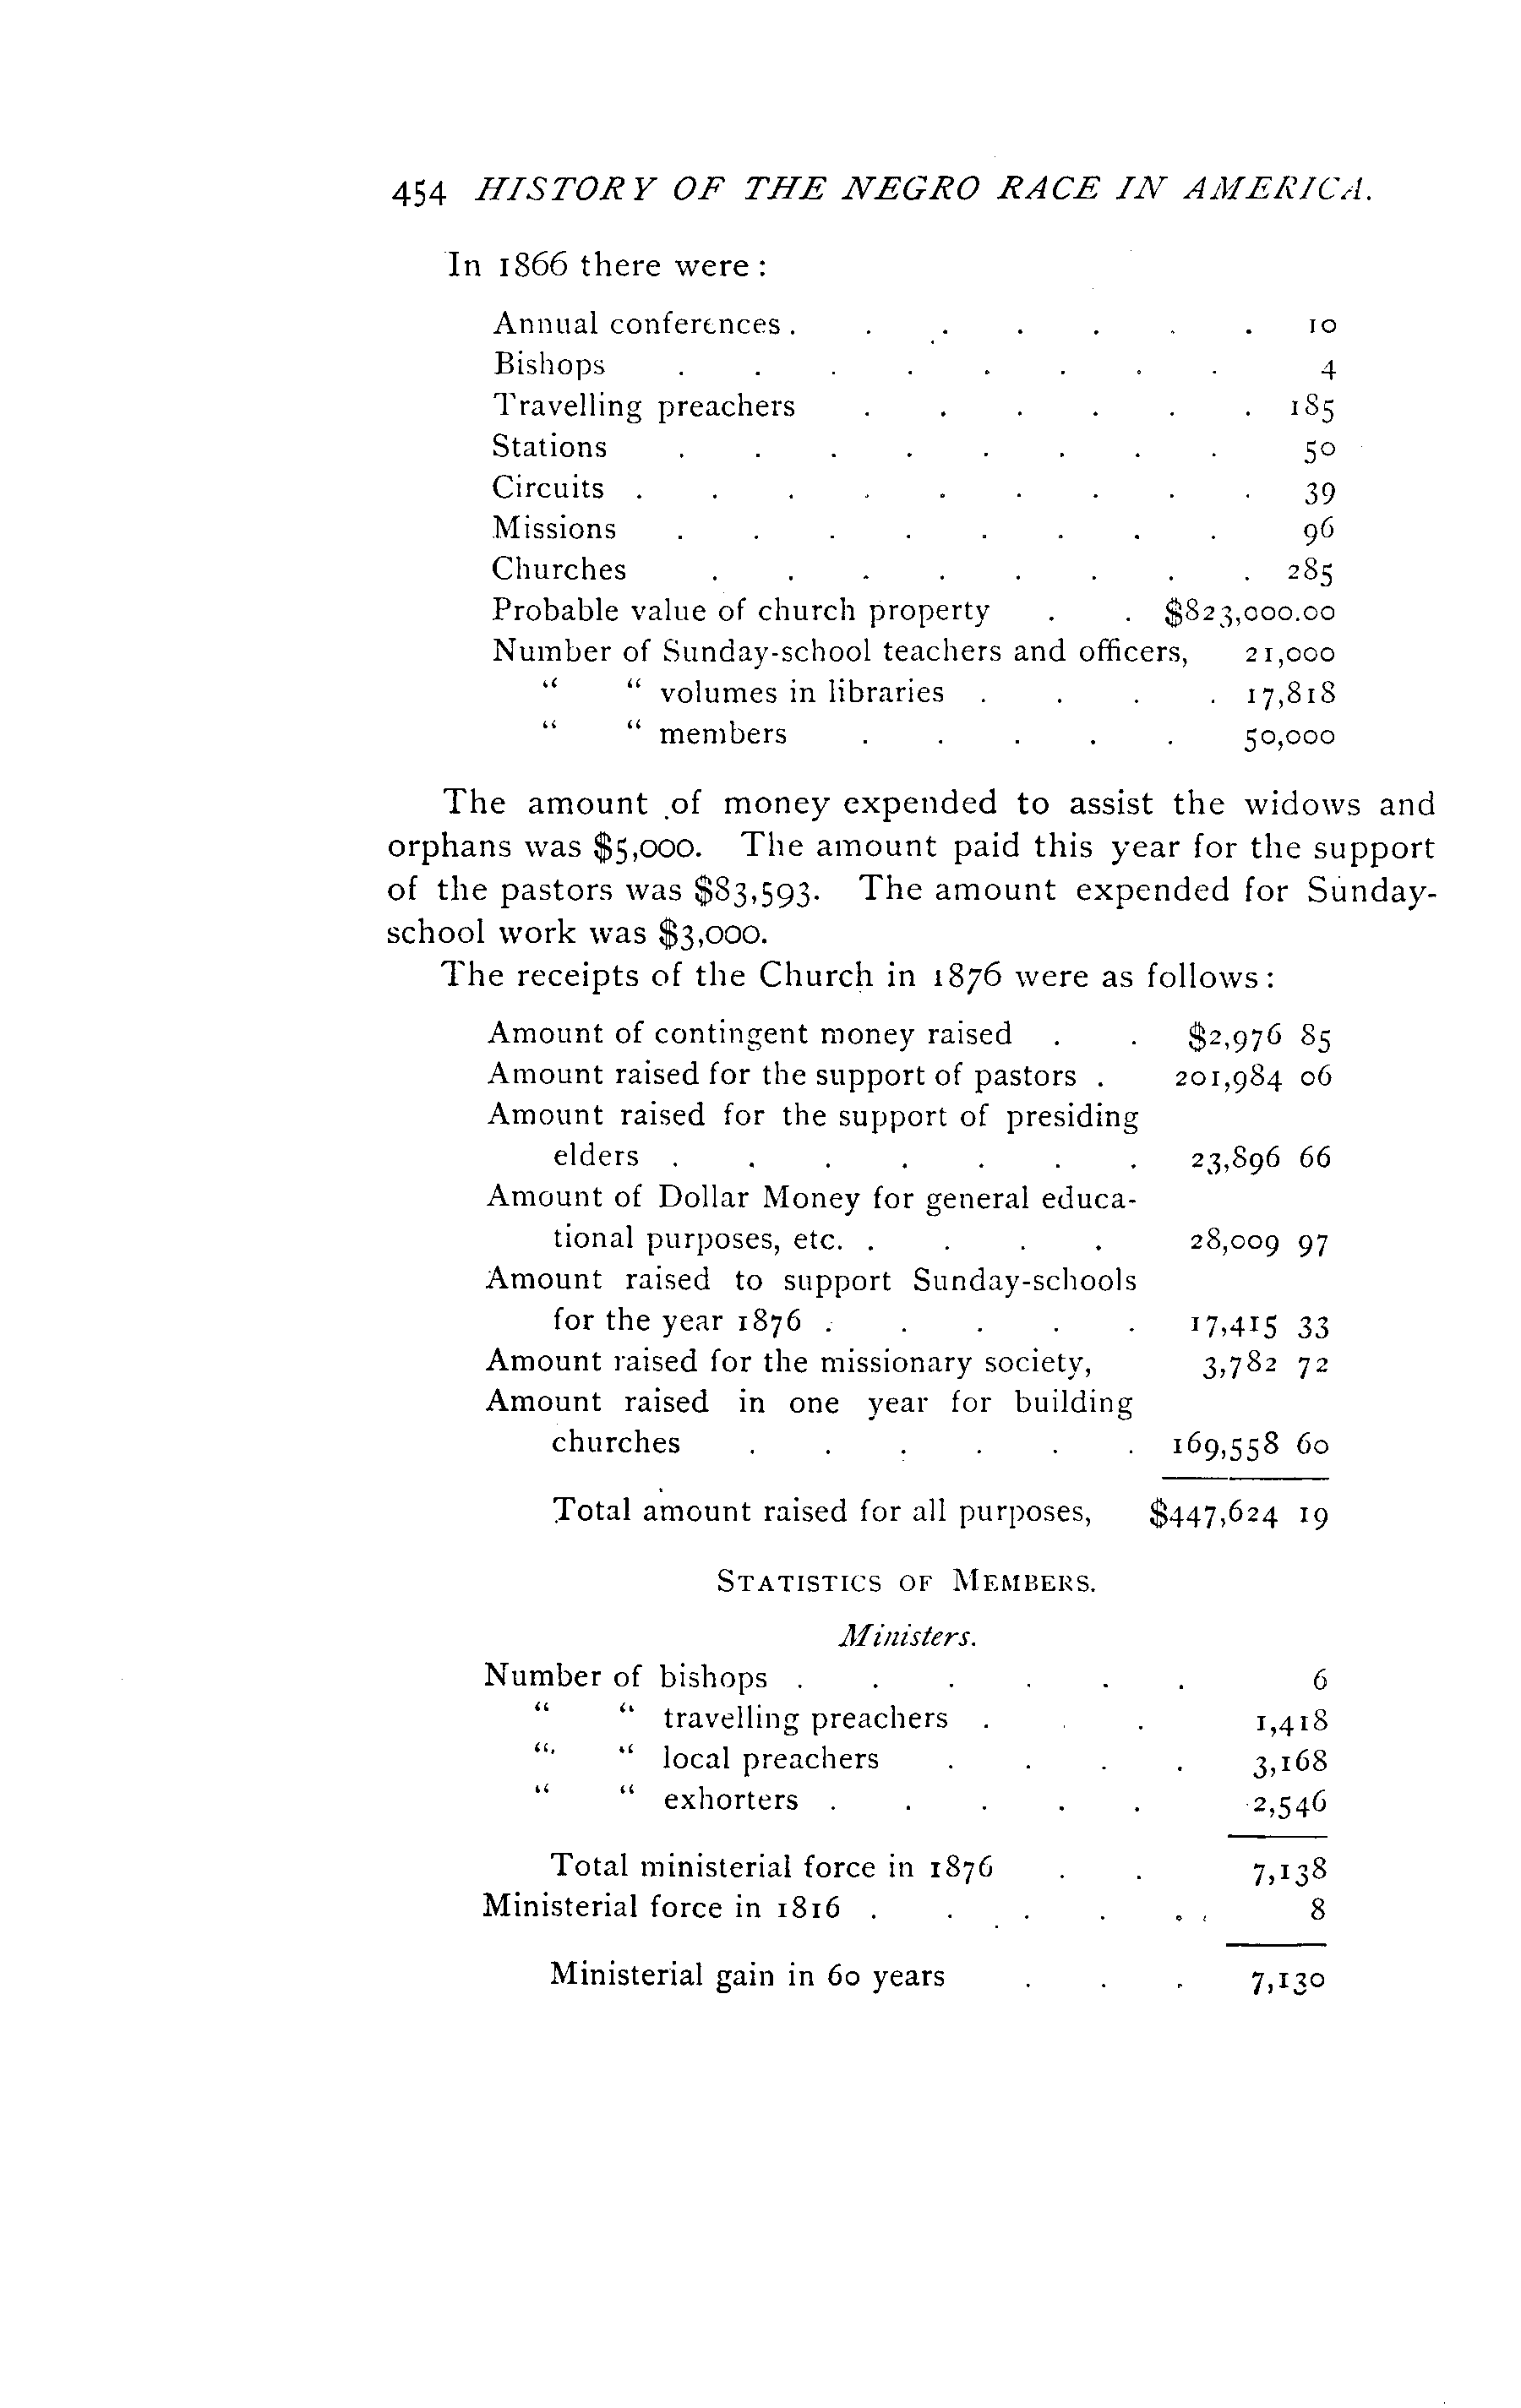 454 HISTORY OF THE NEGRO RACE IN AMERICA.
In 1866 there were :
Annual conferences . . . . . . . 10
Bishops . . . . . . . . 4
Travelling preachers . . . . . . 185
Stations . . . . . . . . 50
Circuits . . . . . . . . . 39
Missions . . . . . . . . 96
Churches . . . . . . . . 285
Probable value of church property . . $823,000.00
Number of Sunday-school teachers and officers, 21,000
" " volumes in libraries . . . . 17,818
" " members . . . . . 50,000
The amount of money expended to assist the widows and
orphans was $5,000. The amount paid this year for the support
of the pastors was $83,593. The amount expended for Sunday-
school work was $3,000.
The receipts of the Church in 1876 were as follows :
Amount of contingent money raised . . $2,976 85
Amount raised for the support of pastors . 201,984 06
Amount raised for the support of presiding
elders . . . . . . . 23,896 66
Amount of Dollar Money for general educa-
tional purposes, etc. . . . . 28,009 97
Amount raised to support Sunday-schools
for the year 1876 . . . . . 17,415 33
Amount raised for the missionary society, 3,782 72
Amount raised in one year for building
churches . . . . . . 169,558 60
Total amount raised for all purposes, $447,624 19
STATISTICS OF MEMBERS.
Ministers.
Number of bishops . . . . . . 6
" " travelling preachers . . . 1,418
" " local preachers . . . . 3,168
" " exhorters . . . . . 2,546
Total ministerial force in 1876 . . 7,138
Ministerial force in 1816 . . . . . 8
Ministerial gain in 60 years . . . 7,130